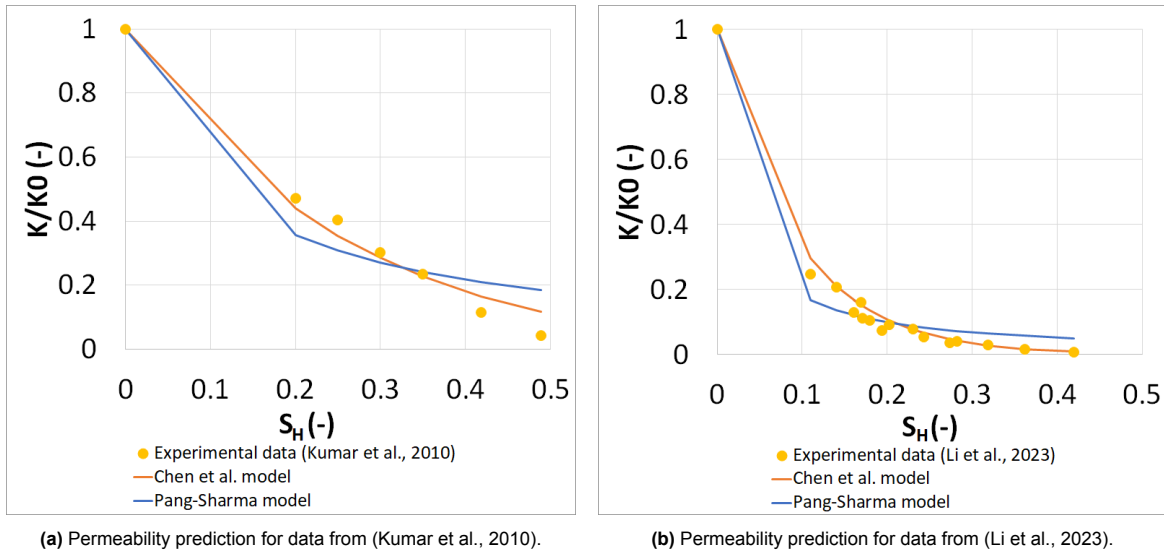 1
0.8
0.6
0.4
0.2
0
K/K0 (-)
0 0.1 0.2 0.3 0.4 0.5
S_H (-)
Experimental data (Kumar et al., 2010)
Chen et al. model
Pang-Sharma model
(a) Permeability prediction for data from (Kumar et al., 2010).
1
0.8
0.6
0.4
0.2
0
K/K0 (-)
0 0.1 0.2 0.3 0.4 0.5
S_H (-)
Experimental data (Li et al., 2023)
Chen et al. model
Pang-Sharma model
(b) Permeability prediction for data from (Li et al., 2023).